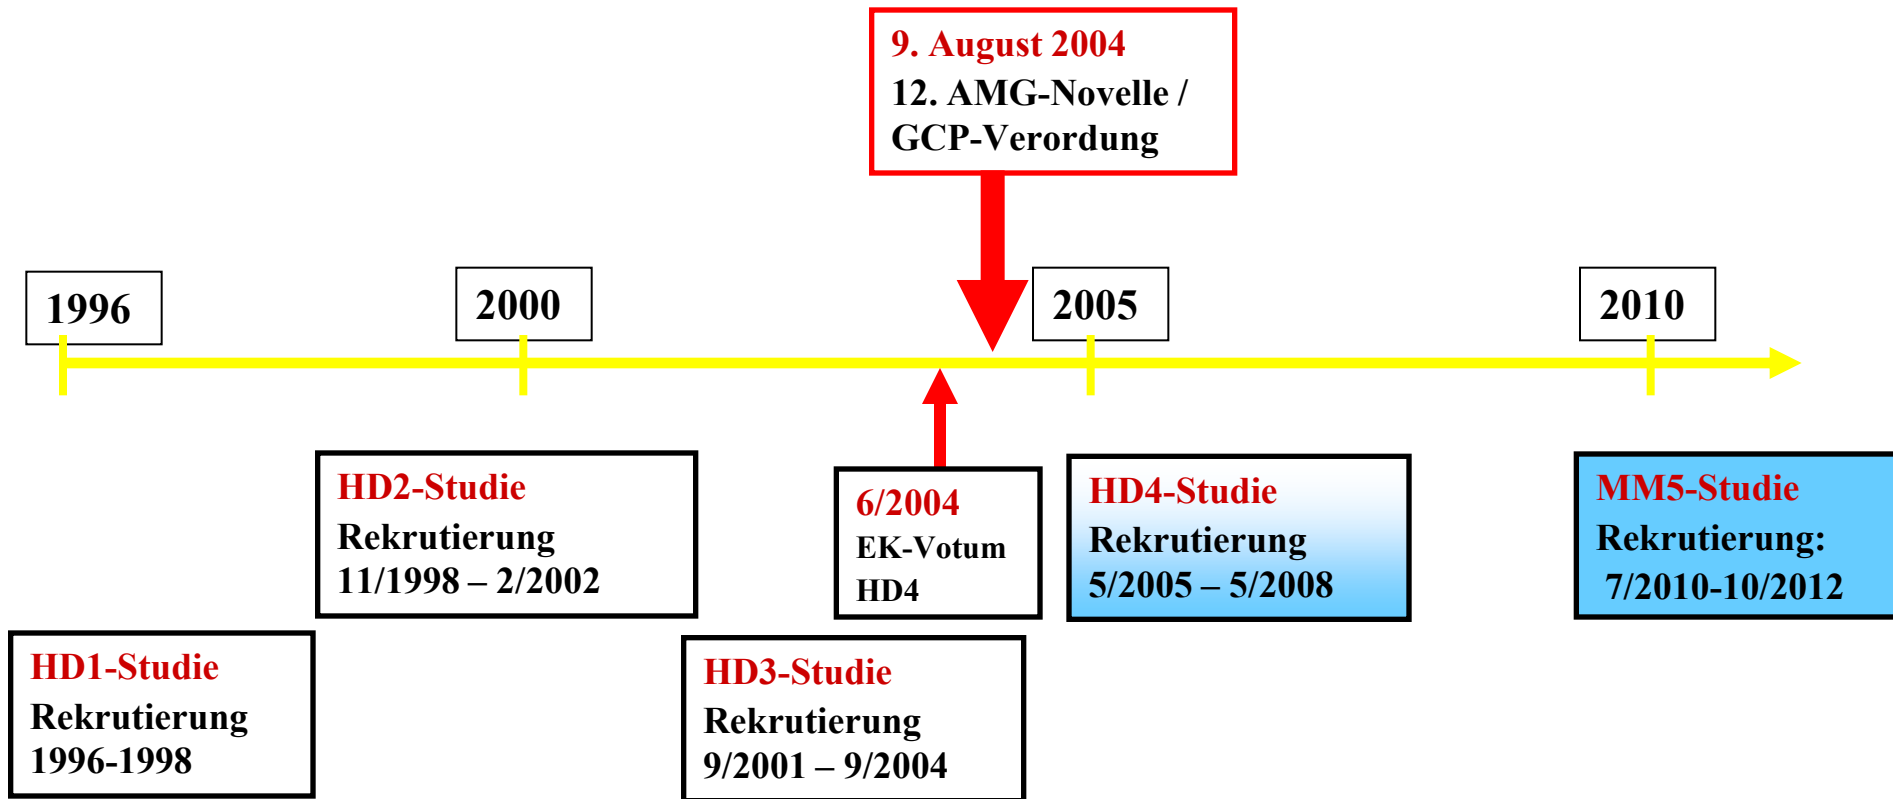 9. August 2004
12. AMG-Novelle /
GCP-Verordung
1996
2000
2005
2010
HD2-Studie
Rekrutierung
11/1998 – 2/2002
6/2004
EK-Votum
HD4
HD4-Studie
Rekrutierung
5/2005 – 5/2008
MM5-Studie
Rekrutierung:
7/2010-10/2012
HD1-Studie
Rekrutierung
1996-1998
HD3-Studie
Rekrutierung
9/2001 – 9/2004